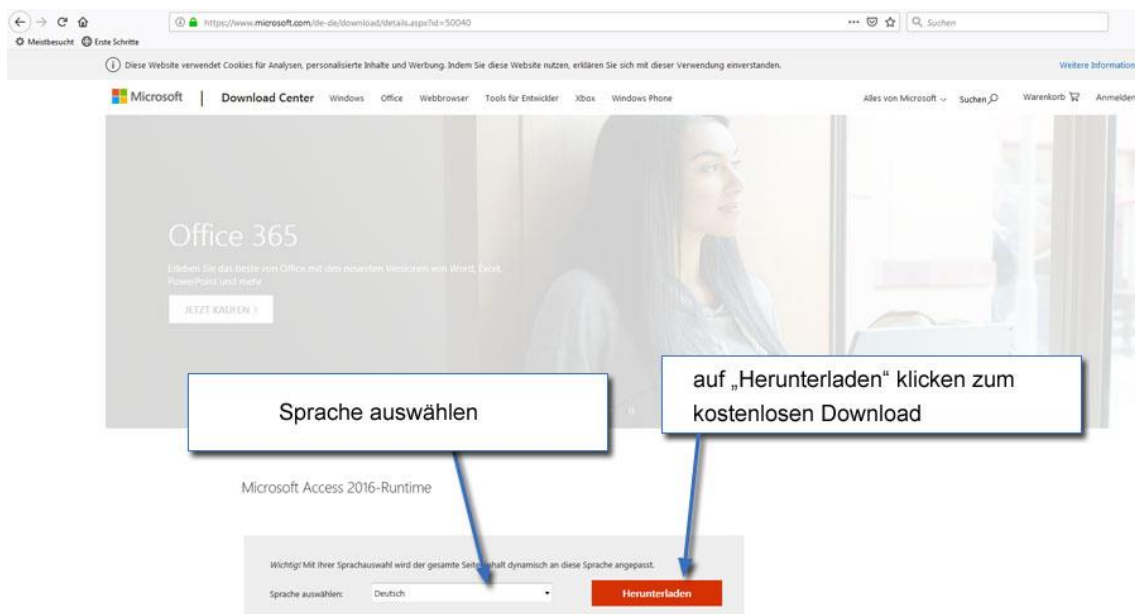 https://www.microsoft.com/de-de/download/details.aspx?id=50040
Suchen
Meistbesucht Erste Schritte
Diese Website verwendet Cookies für Analysen, personalisierte Inhalte und Werbung. Indem Sie diese Website nutzen, erklären Sie sich mit dieser Verwendung einverstanden. Weitere Information
Microsoft | Download Center Windows Office Webbrowser Tools für Entwickler Xbox Windows Phone Alles von Microsoft Suchen Warenkorb Anmelden
Office 365
Erleben Sie das Beste von Office mit den neuesten Versionen von Word, Excel,
PowerPoint und mehr
JETZT KAUFEN >
auf „Herunterladen“ klicken zum
kostenlosen Download
Sprache auswählen
Microsoft Access 2016-Runtime
Wichtig! Mit Ihrer Sprachauswahl wird der gesamte Seiteninhalt dynamisch an diese Sprache angepasst.
Sprache auswählen: Deutsch Herunterladen